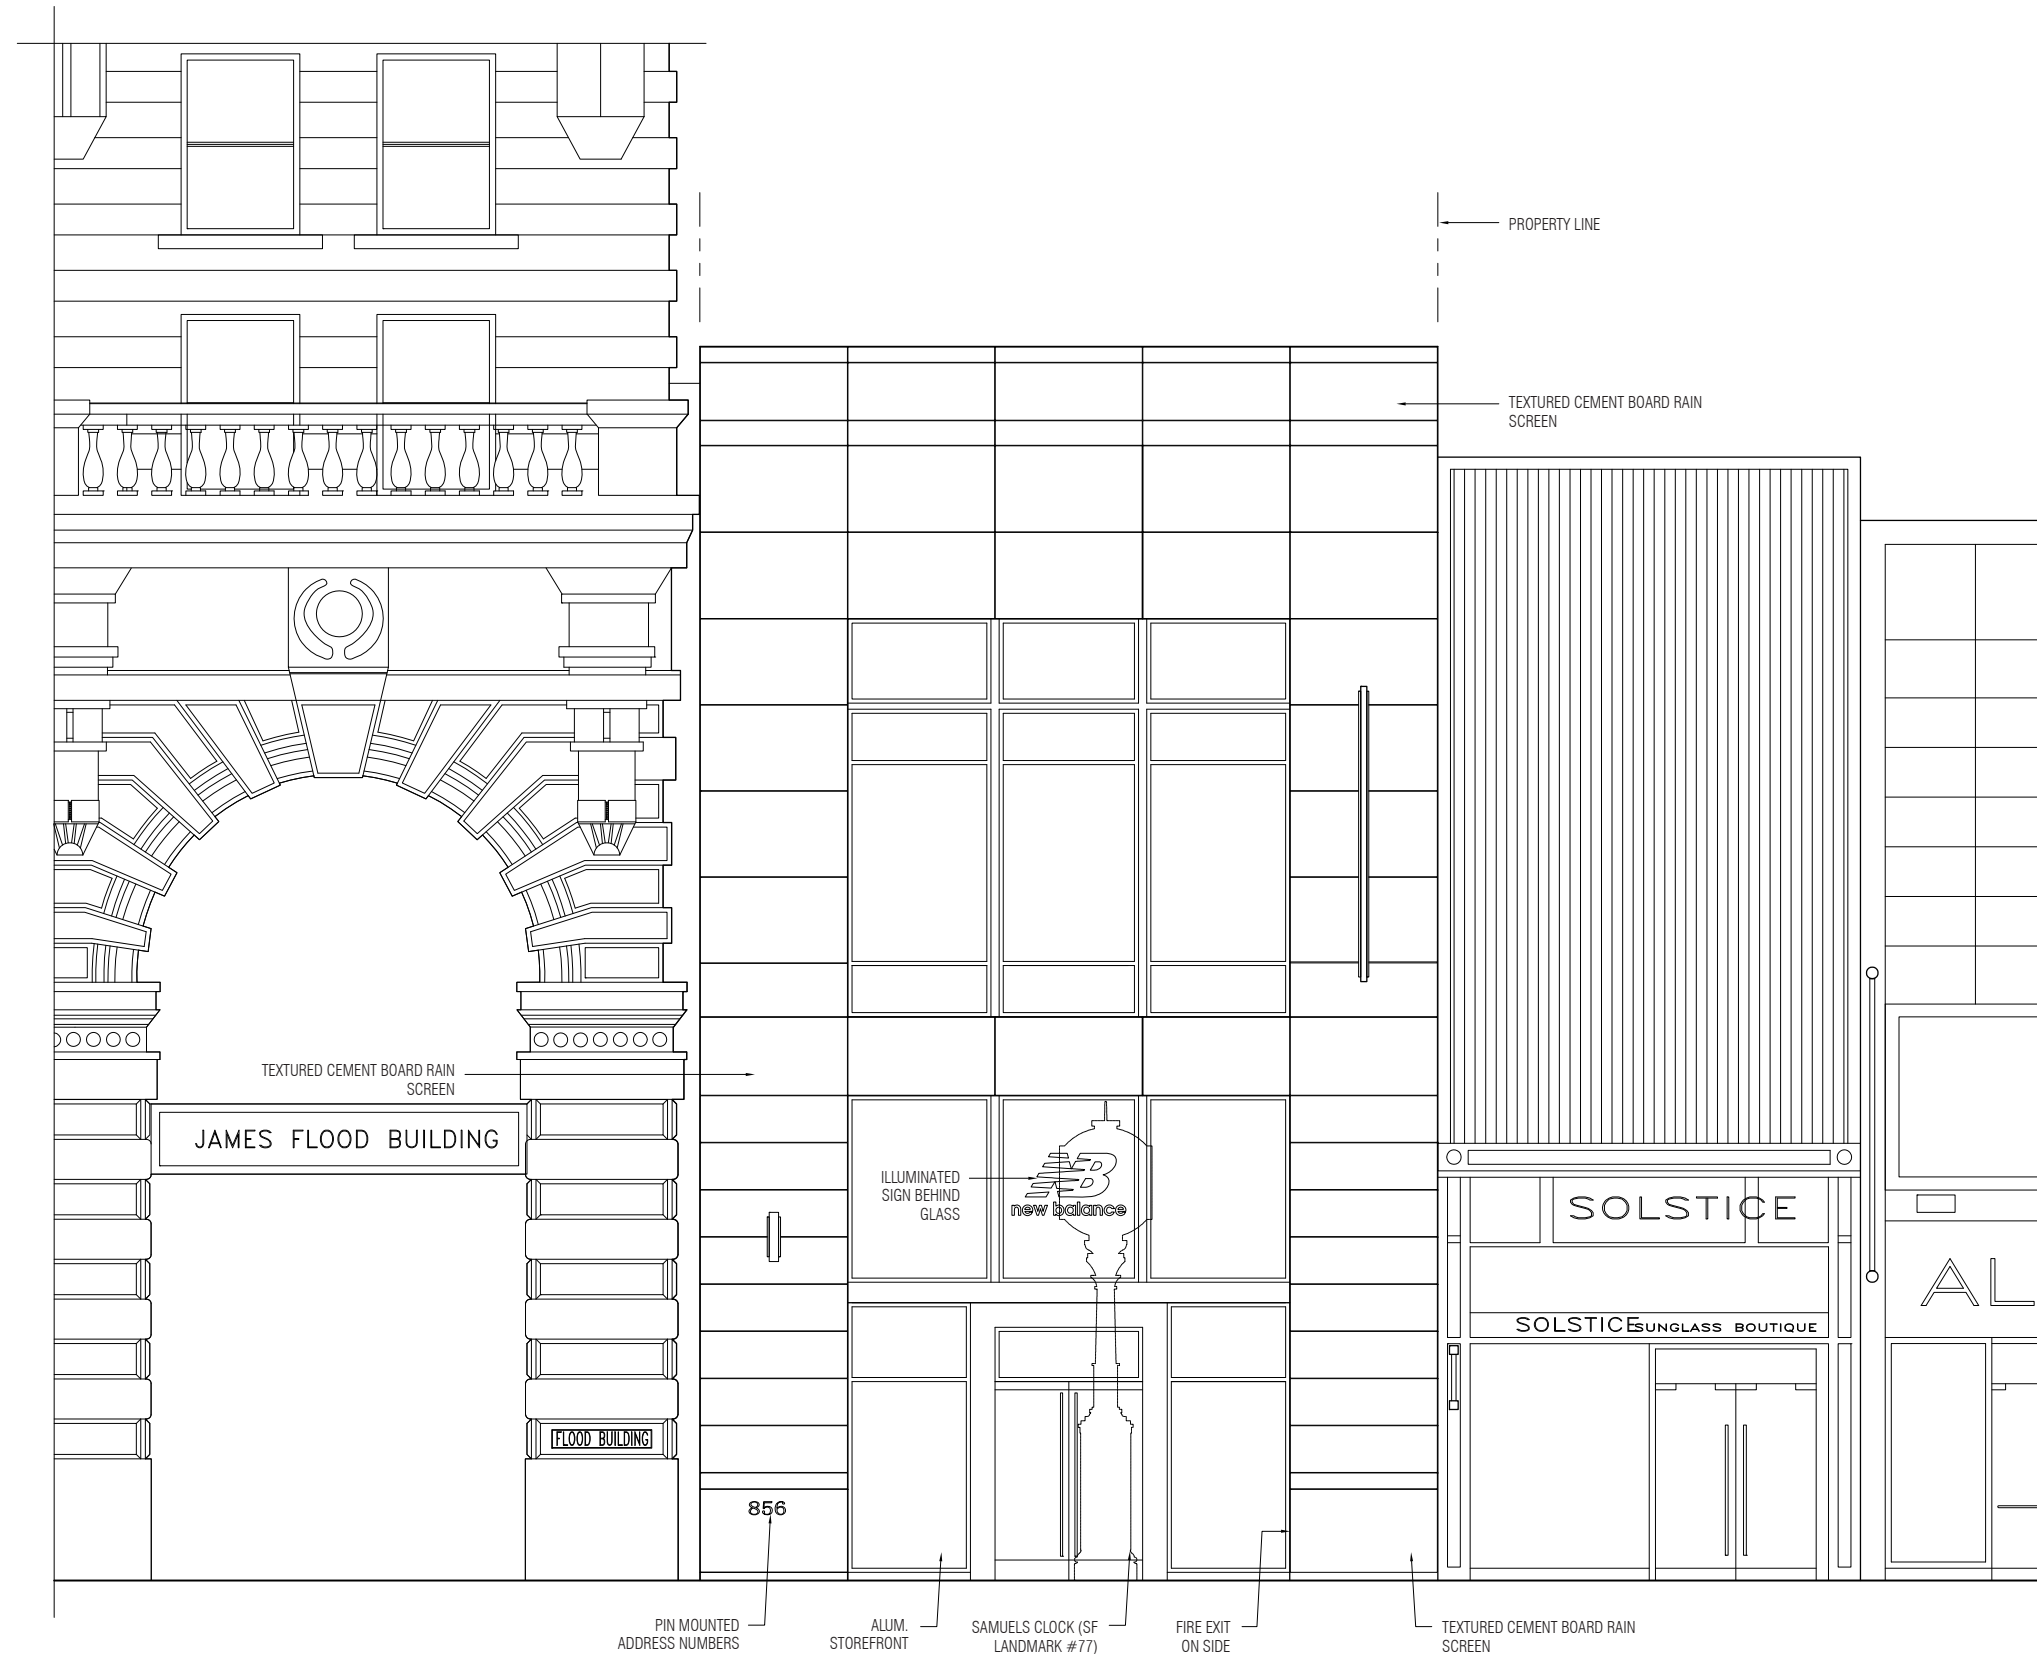 PROPERTY LINE
TEXTURED CEMENT BOARD RAIN
SCREEN
TEXTURED CEMENT BOARD RAIN
SCREEN
JAMES FLOOD BUILDING
ILLUMINATED
SIGN BEHIND
GLASS
NB
new balance
SOLSTICE
AL
SOLSTICE SUNGLASS BOUTIQUE
FLOOD BUILDING
856
PIN MOUNTED
ADDRESS NUMBERS
ALUM.
STOREFRONT
SAMUELS CLOCK (SF
LANDMARK #77)
FIRE EXIT
ON SIDE
TEXTURED CEMENT BOARD RAIN
SCREEN